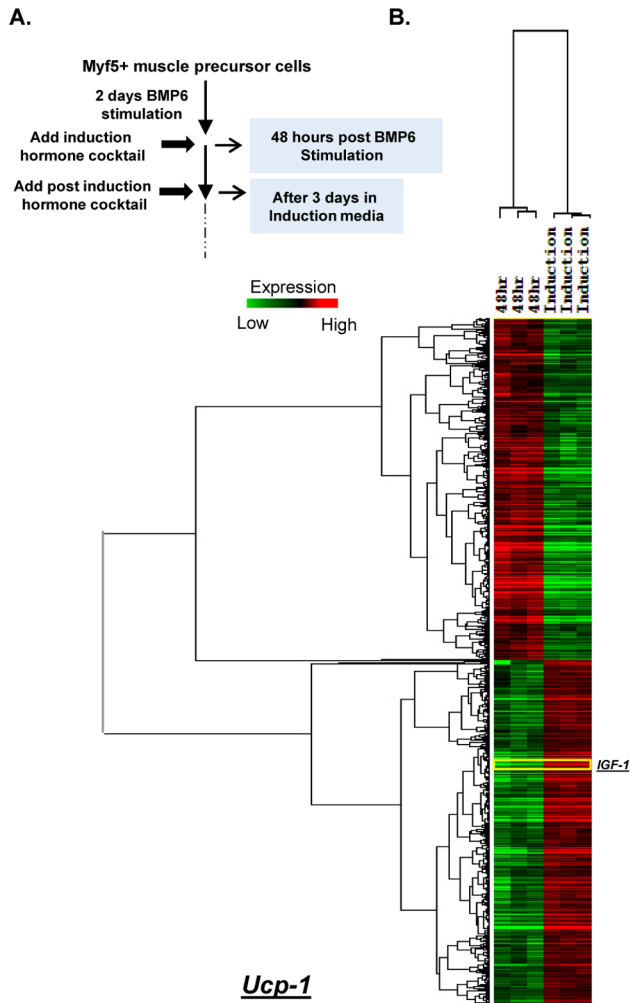 A.
B.
Myf5+ muscle precursor cells
2 days BMP6
stimulation
Add induction
hormone cocktail
48 hours post BMP6
Stimulation
Add post induction
hormone cocktail
After 3 days in
Induction media
Expression
Low
High
48hr
48hr
48hr
Induction
Induction
Induction
IGF-1
Ucp-1